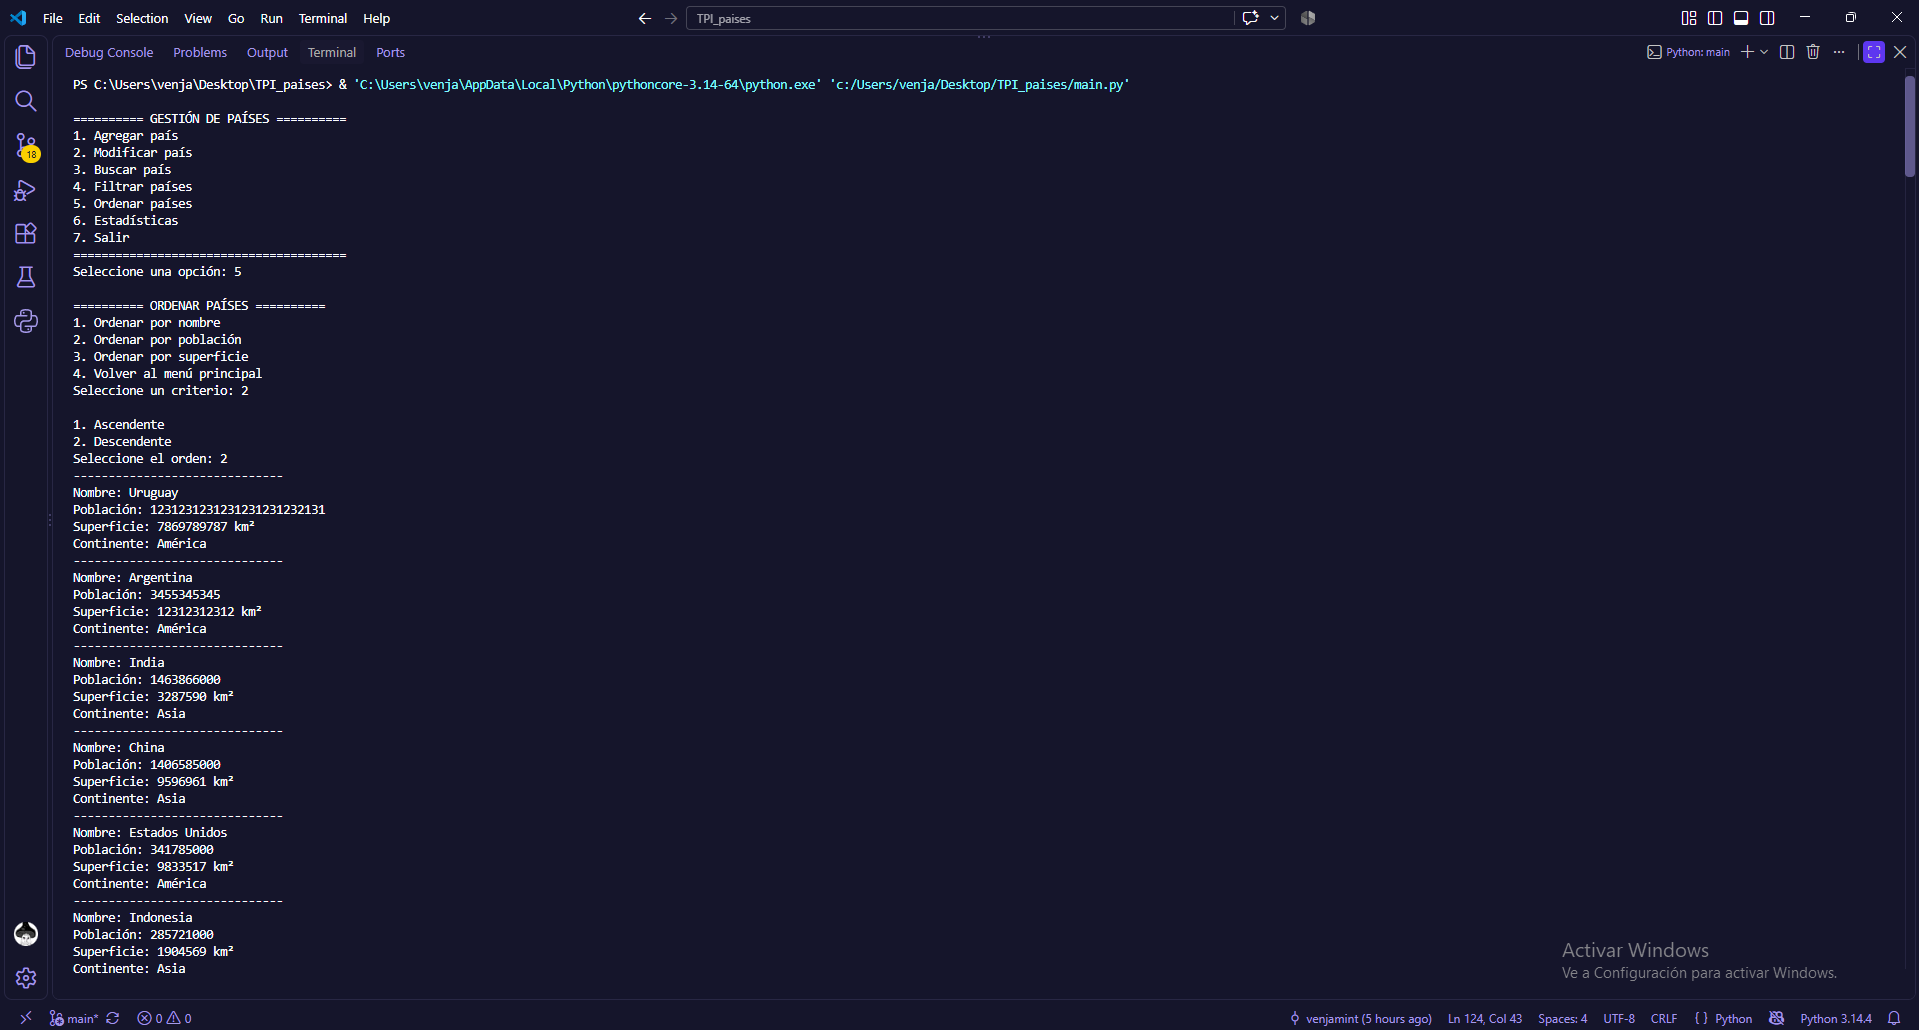 File Edit Selection View Go Run Terminal Help
TPI_paises
Debug Console Problems Output Terminal Ports
Python: main
PS C:\Users\venja\Desktop\TPI_paises> & 'C:\Users\venja\AppData\Local\Python\pythoncore-3.14-64\python.exe' 'c:/Users/venja/Desktop/TPI_paises/main.py'
========== GESTIÓN DE PAÍSES ==========
1. Agregar país
2. Modificar país
3. Buscar país
4. Filtrar países
5. Ordenar países
6. Estadísticas
7. Salir
=======================================
Seleccione una opción: 5
========== ORDENAR PAÍSES ==========
1. Ordenar por nombre
2. Ordenar por población
3. Ordenar por superficie
4. Volver al menú principal
Seleccione un criterio: 2
1. Ascendente
2. Descendente
Seleccione el orden: 2
------------------------------
Nombre: Uruguay
Población: 1231231231231231231232131
Superficie: 7869789787 km²
Continente: América
------------------------------
Nombre: Argentina
Población: 3455345345
Superficie: 12312312312 km²
Continente: América
------------------------------
Nombre: India
Población: 1463866000
Superficie: 3287590 km²
Continente: Asia
------------------------------
Nombre: China
Población: 1406585000
Superficie: 9596961 km²
Continente: Asia
------------------------------
Nombre: Estados Unidos
Población: 341785000
Superficie: 9833517 km²
Continente: América
------------------------------
Nombre: Indonesia
Población: 285721000
Superficie: 1904569 km²
Continente: Asia
18
Activar Windows
Ve a Configuración para activar Windows.
main* 0 0
venjamint (5 hours ago) Ln 124, Col 43 Spaces: 4 UTF-8 CRLF {} Python Python 3.14.4